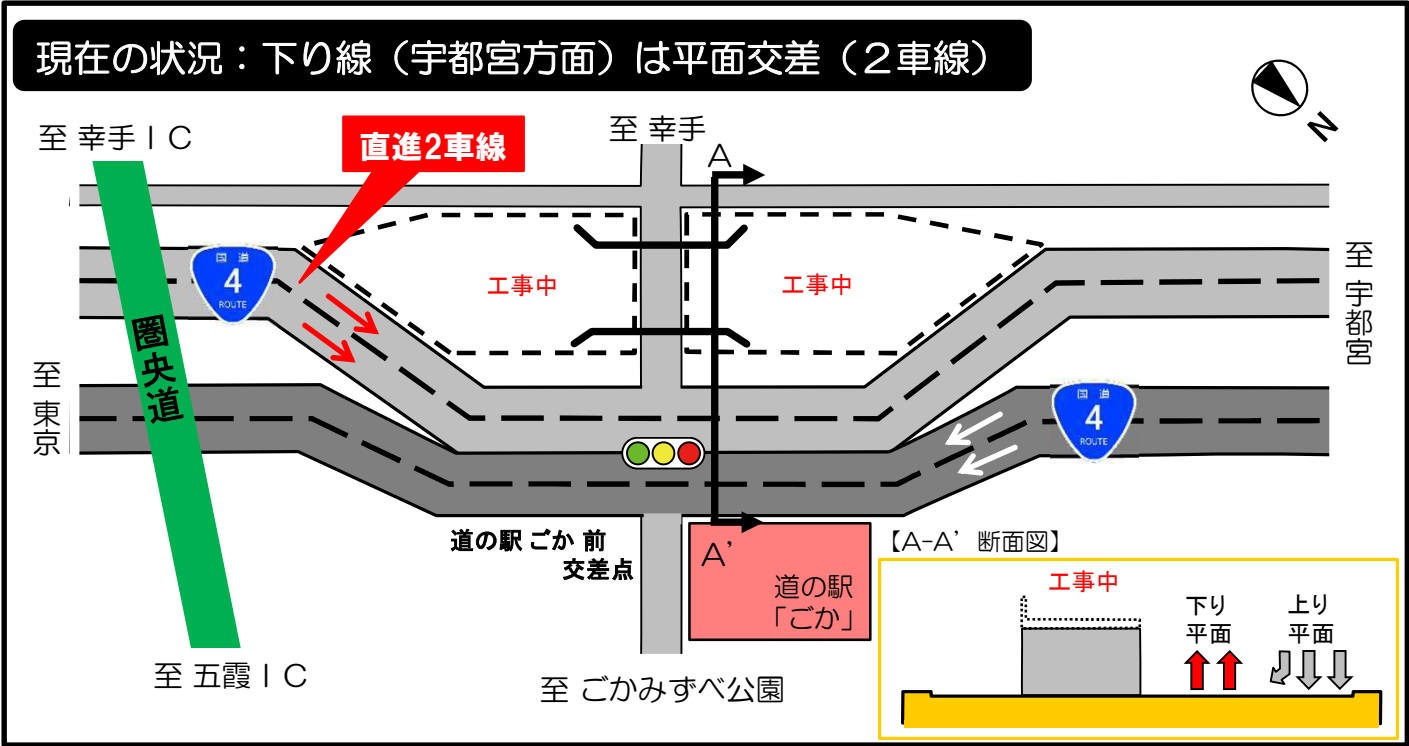 現在の状況：下り線（宇都宮方面）は平面交差（２車線）
N
至 幸手ＩＣ
直進2車線
至 幸手
A
国道
4
ROUTE
工事中
工事中
至 宇都宮
圏央道
至 東京
国道
4
ROUTE
道の駅 ごか 前
交差点
A’
道の駅
「ごか」
至 五霞ＩＣ
至 ごかみずべ公園
【A-A’断面図】
工事中
下り
平面
上り
平面